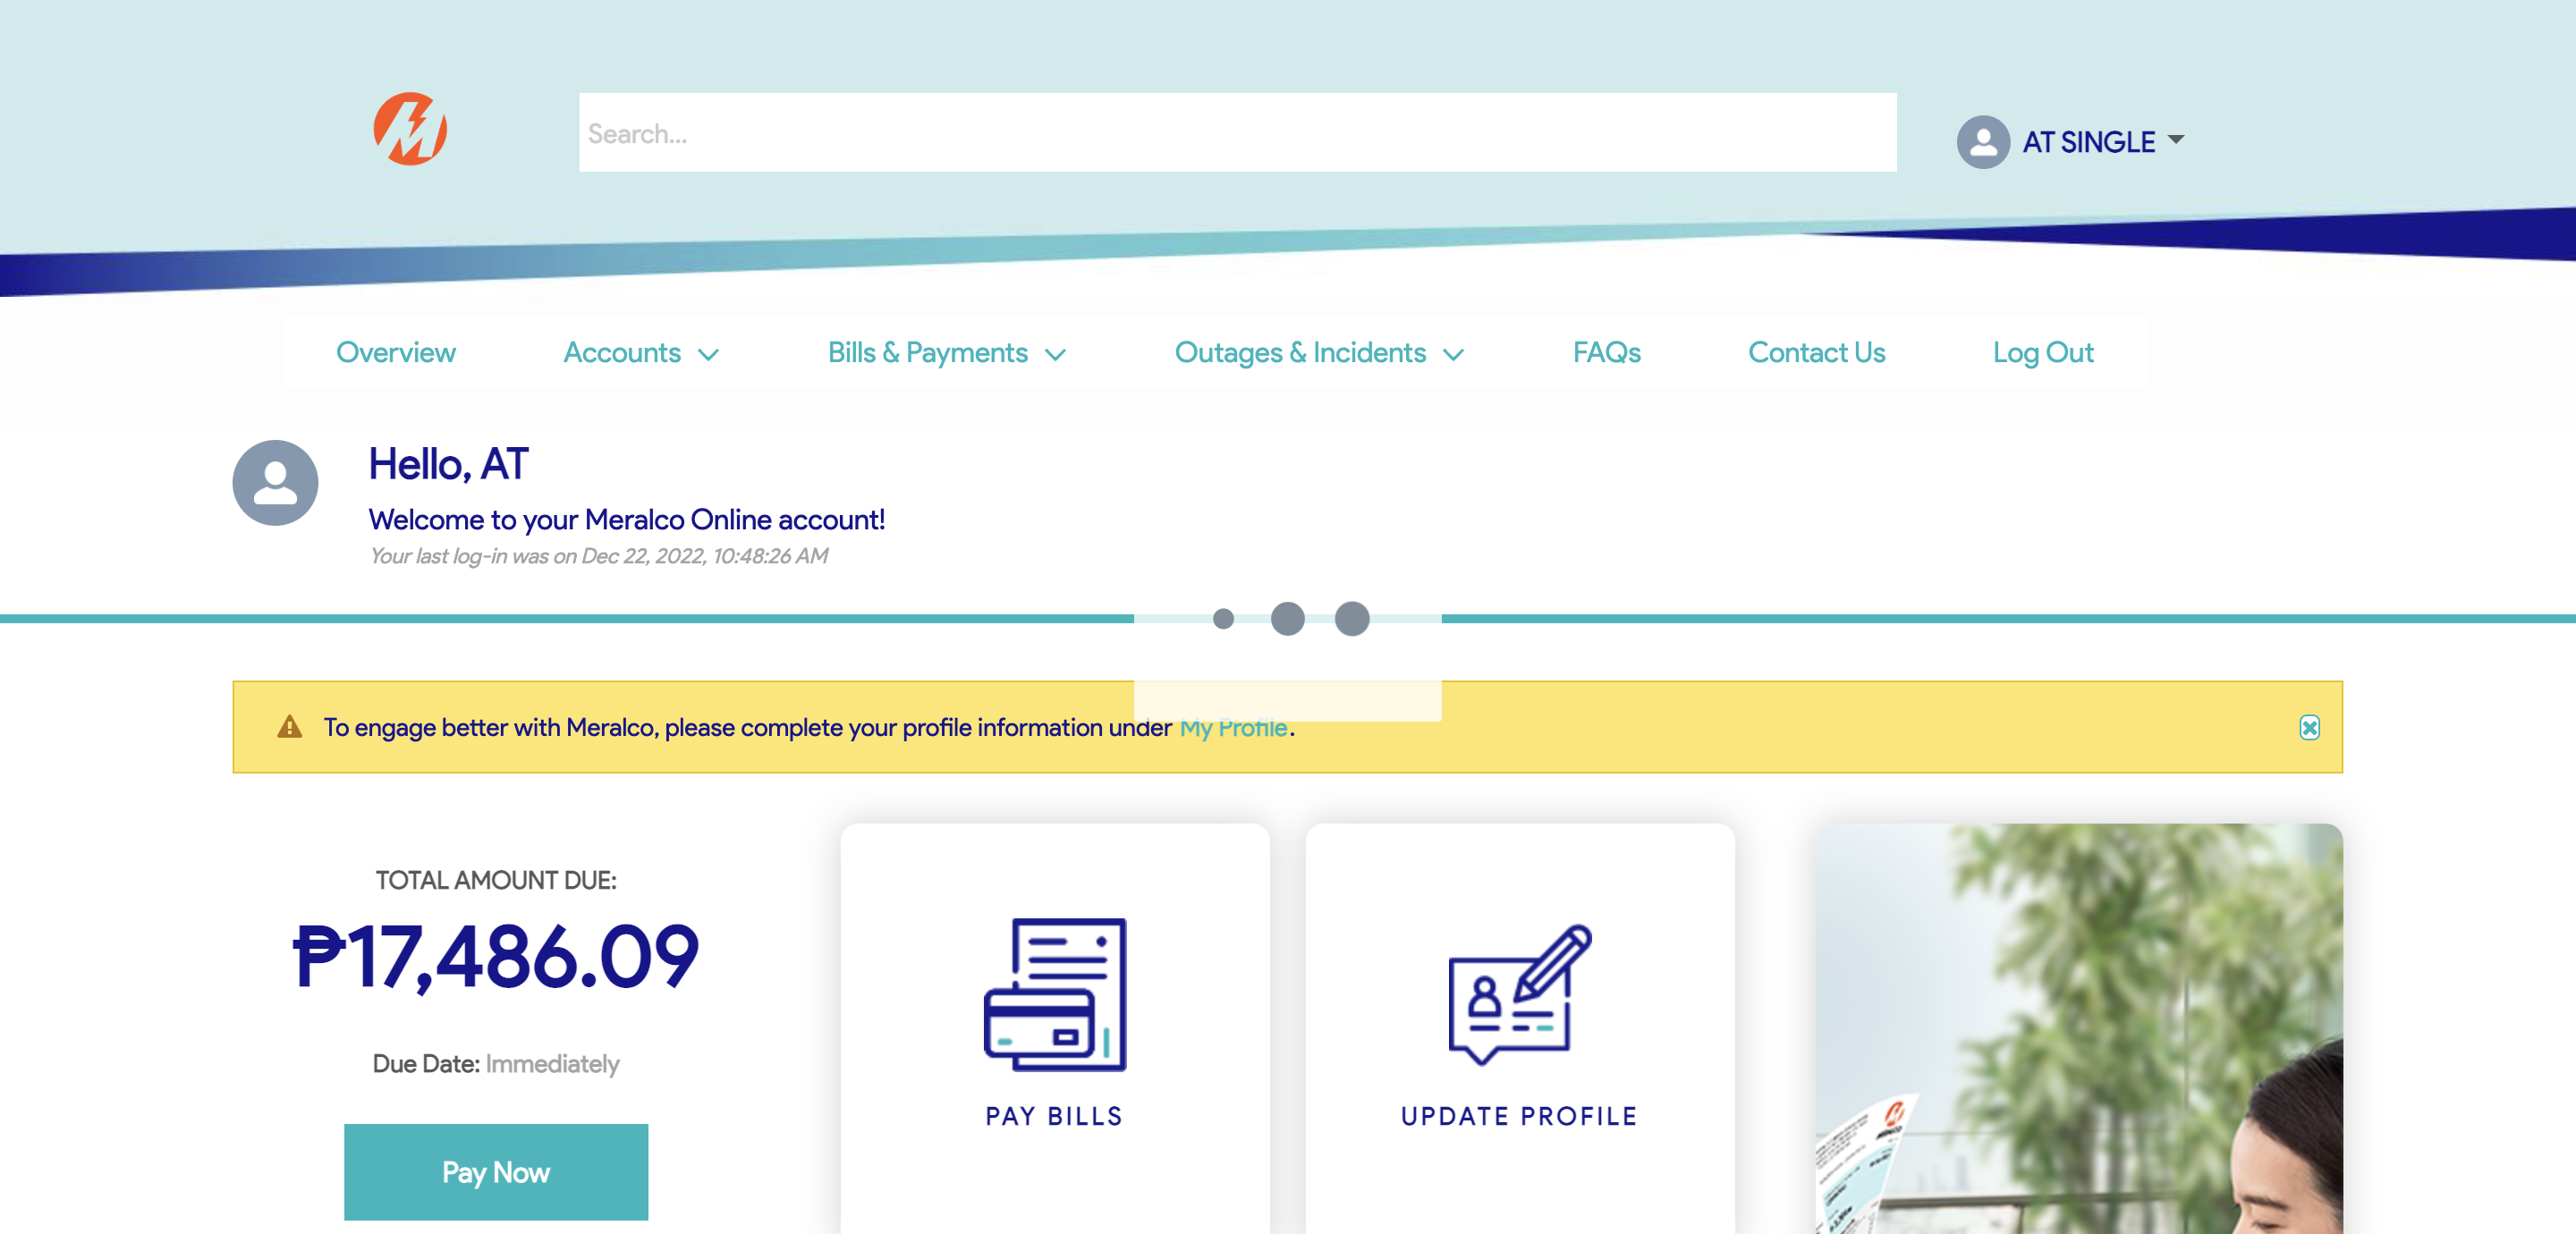 Search...
AT SINGLE
Overview
Accounts
Bills & Payments
Outages & Incidents
FAQs
Contact Us
Log Out
Hello, AT
Welcome to your Meralco Online account!
Your last log-in was on Dec 22, 2022, 10:48:26 AM
To engage better with Meralco, please complete your profile information under My Profile.
TOTAL AMOUNT DUE:
₱17,486.09
Due Date: Immediately
Pay Now
PAY BILLS
UPDATE PROFILE
MERALCO